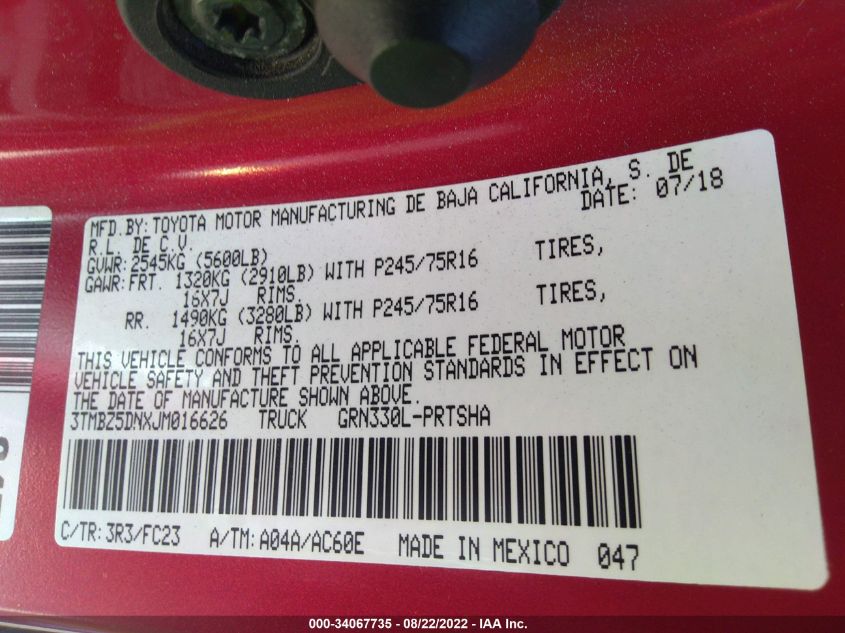 MFD.BY: TOYOTA MOTOR MANUFACTURING DE BAJA CALIFORNIA, S. DE
R.L. DE C.V. DATE: 07/18
GVWR: 2545KG (5600LB)
GAWR: FRT. 1320KG (2910LB) WITH P245/75R16 TIRES,
16X7J RIMS.
RR. 1490KG (3280LB) WITH P245/75R16 TIRES,
16X7J RIMS.
THIS VEHICLE CONFORMS TO ALL APPLICABLE FEDERAL MOTOR
VEHICLE SAFETY AND THEFT PREVENTION STANDARDS IN EFFECT ON
THE DATE OF MANUFACTURE SHOWN ABOVE.
3TMBZ5DNXJM016626 TRUCK GRN330L-PRTSHA
C/TR: 3R3/FC23 A/TM: A04A/AC60E MADE IN MEXICO 047
000-34067735 - 08/22/2022 - IAA Inc.